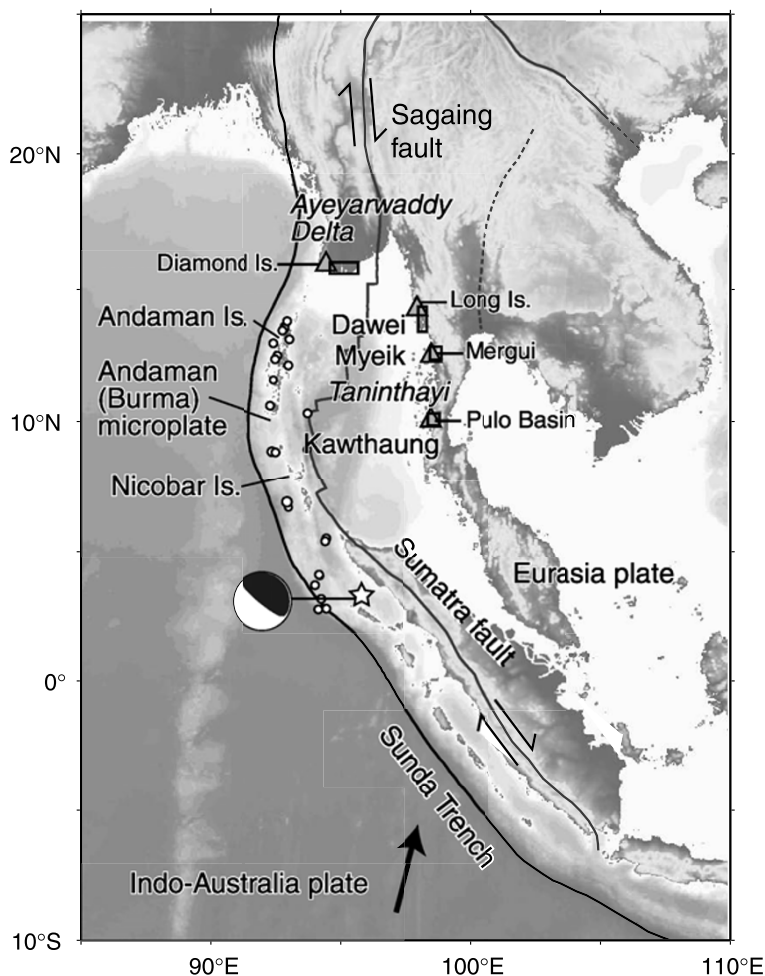 Sagaing
fault
20°N
Ayeyarwaddy
Delta
Diamond Is.
Long Is.
Andaman Is.
Dawei
Myeik
Mergui
Andaman
(Burma)
microplate
Taninthayi
10°N
Pulo Basin
Kawthaung
Nicobar Is.
Sumatra fault
Eurasia plate
0°
Sunda Trench
Indo-Australia plate
10°S
90°E
100°E
110°E